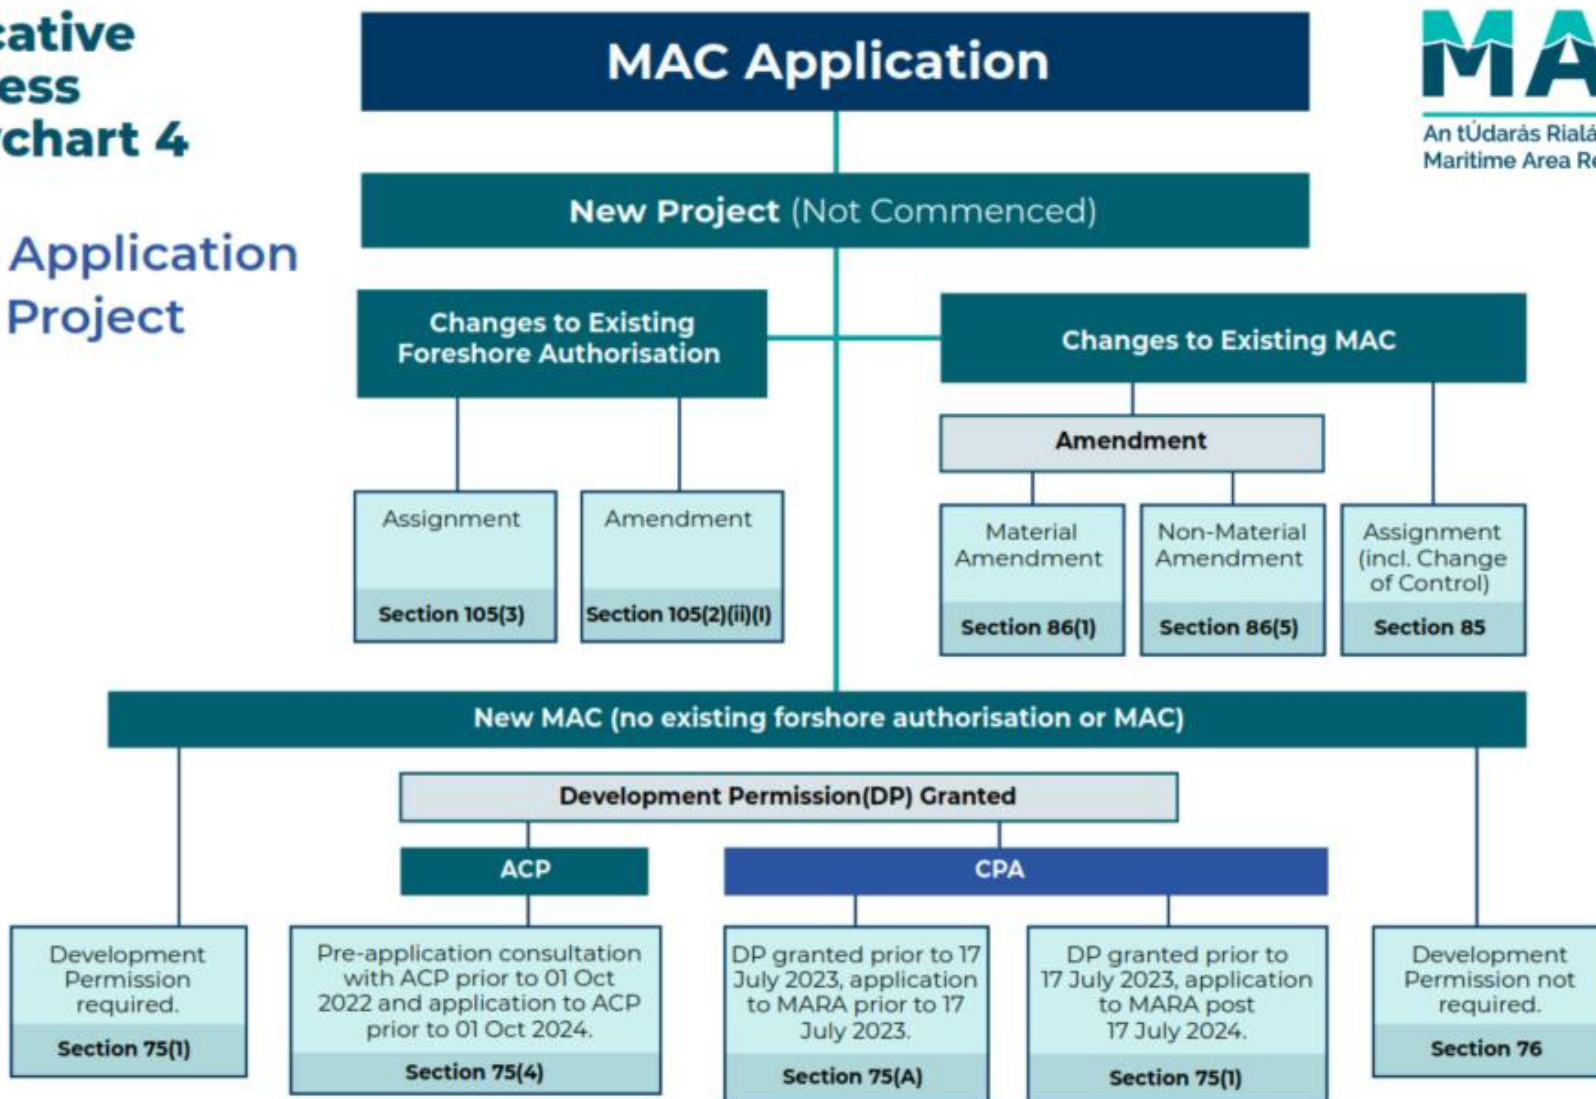 cative
ess
vchart 4
Application
Project
MAC Application
MA
An tÚdarás Rialá
Maritime Area Re
New Project (Not Commenced)
Changes to Existing
Foreshore Authorisation
Changes to Existing MAC
Assignment
Section 105(3)
Amendment
Section 105(2)(ii)(I)
Amendment
Material
Amendment
Section 86(1)
Non-Material
Amendment
Section 86(5)
Assignment
(incl. Change
of Control)
Section 85
New MAC (no existing forshore authorisation or MAC)
Development Permission(DP) Granted
ACP
CPA
Development
Permission
required.
Section 75(1)
Pre-application consultation
with ACP prior to 01 Oct
2022 and application to ACP
prior to 01 Oct 2024.
Section 75(4)
DP granted prior to 17
July 2023, application
to MARA prior to 17
July 2023.
Section 75(A)
DP granted prior to
17 July 2023, application
to MARA post
17 July 2024.
Section 75(1)
Development
Permission not
required.
Section 76